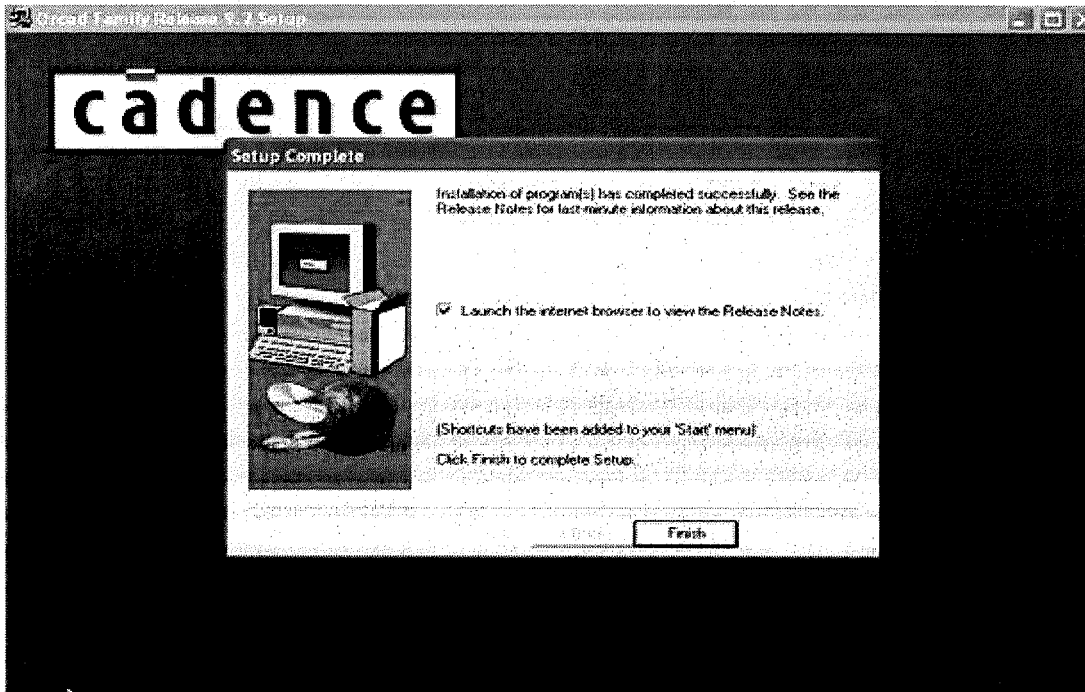 Orcad Family Release 9.2 Setup
cādence
Setup Complete
Installation of program(s) has completed successfully. See the
Release Notes for last-minute information about this release.
Launch the internet browser to view the Release Notes.
(Shortcuts have been added to your 'Start' menu)
Click Finish to complete Setup.
Finish